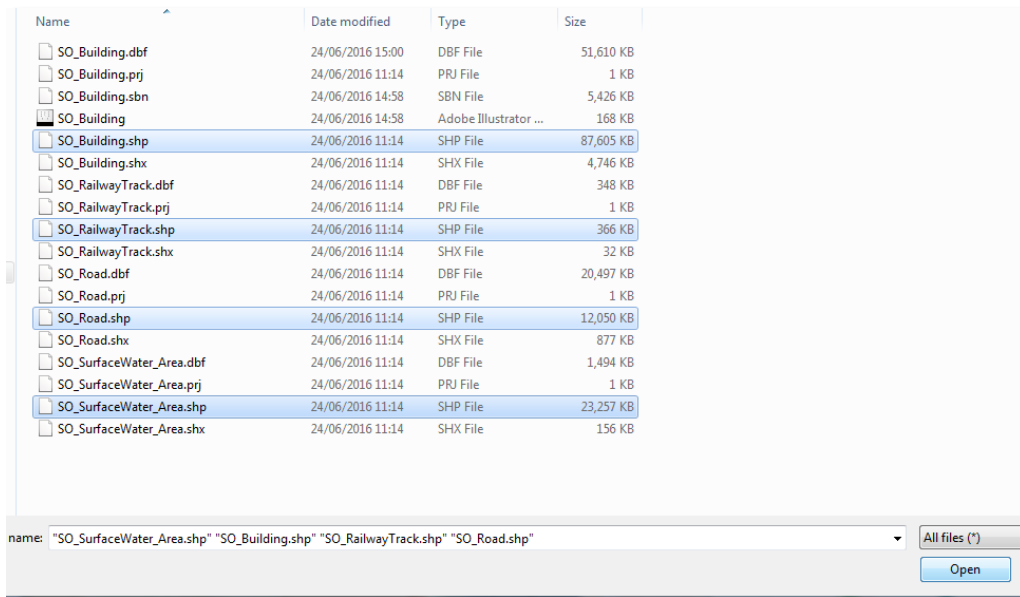 Name Date modified Type Size
SO_Building.dbf 24/06/2016 15:00 DBF File 51,610 KB
SO_Building.prj 24/06/2016 11:14 PRJ File 1 KB
SO_Building.sbn 24/06/2016 14:58 SBN File 5,426 KB
SO_Building 24/06/2016 14:58 Adobe Illustrator ... 168 KB
SO_Building.shp 24/06/2016 11:14 SHP File 87,605 KB
SO_Building.shx 24/06/2016 11:14 SHX File 4,746 KB
SO_RailwayTrack.dbf 24/06/2016 11:14 DBF File 348 KB
SO_RailwayTrack.prj 24/06/2016 11:14 PRJ File 1 KB
SO_RailwayTrack.shp 24/06/2016 11:14 SHP File 366 KB
SO_RailwayTrack.shx 24/06/2016 11:14 SHX File 32 KB
SO_Road.dbf 24/06/2016 11:14 DBF File 20,497 KB
SO_Road.prj 24/06/2016 11:14 PRJ File 1 KB
SO_Road.shp 24/06/2016 11:14 SHP File 12,050 KB
SO_Road.shx 24/06/2016 11:14 SHX File 877 KB
SO_SurfaceWater_Area.dbf 24/06/2016 11:14 DBF File 1,494 KB
SO_SurfaceWater_Area.prj 24/06/2016 11:14 PRJ File 1 KB
SO_SurfaceWater_Area.shp 24/06/2016 11:14 SHP File 23,257 KB
SO_SurfaceWater_Area.shx 24/06/2016 11:14 SHX File 156 KB
name: "SO_SurfaceWater_Area.shp" "SO_Building.shp" "SO_RailwayTrack.shp" "SO_Road.shp" All files (*)
Open